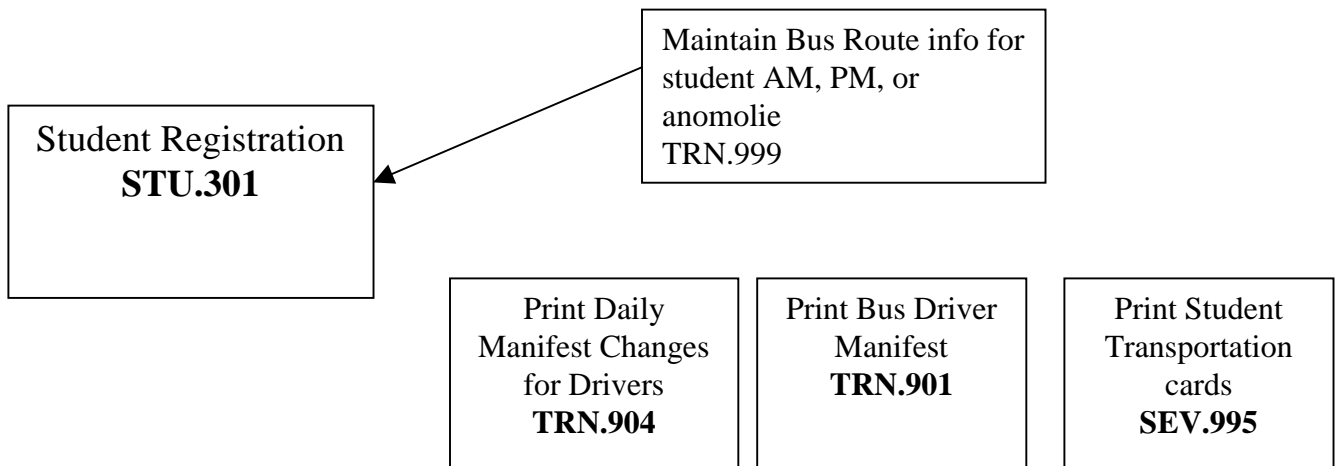 Maintain Bus Route info for
student AM, PM, or
anomolie
TRN.999
Student Registration
STU.301
Print Daily
Manifest Changes
for Drivers
TRN.904
Print Bus Driver
Manifest
TRN.901
Print Student
Transportation
cards
SEV.995